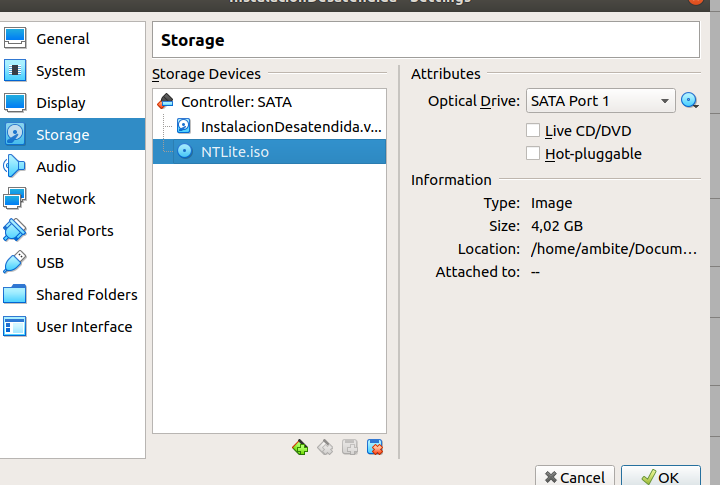 InstalacionDesatendida - Settings
General
System
Display
Storage
Audio
Network
Serial Ports
USB
Shared Folders
User Interface
Storage
Storage Devices
Controller: SATA
InstalacionDesatendida.v...
NTLite.iso
Attributes
Optical Drive: SATA Port 1
Live CD/DVD
Hot-pluggable
Information
Type: Image
Size: 4,02 GB
Location: /home/ambite/Docum...
Attached to: --
Cancel
OK